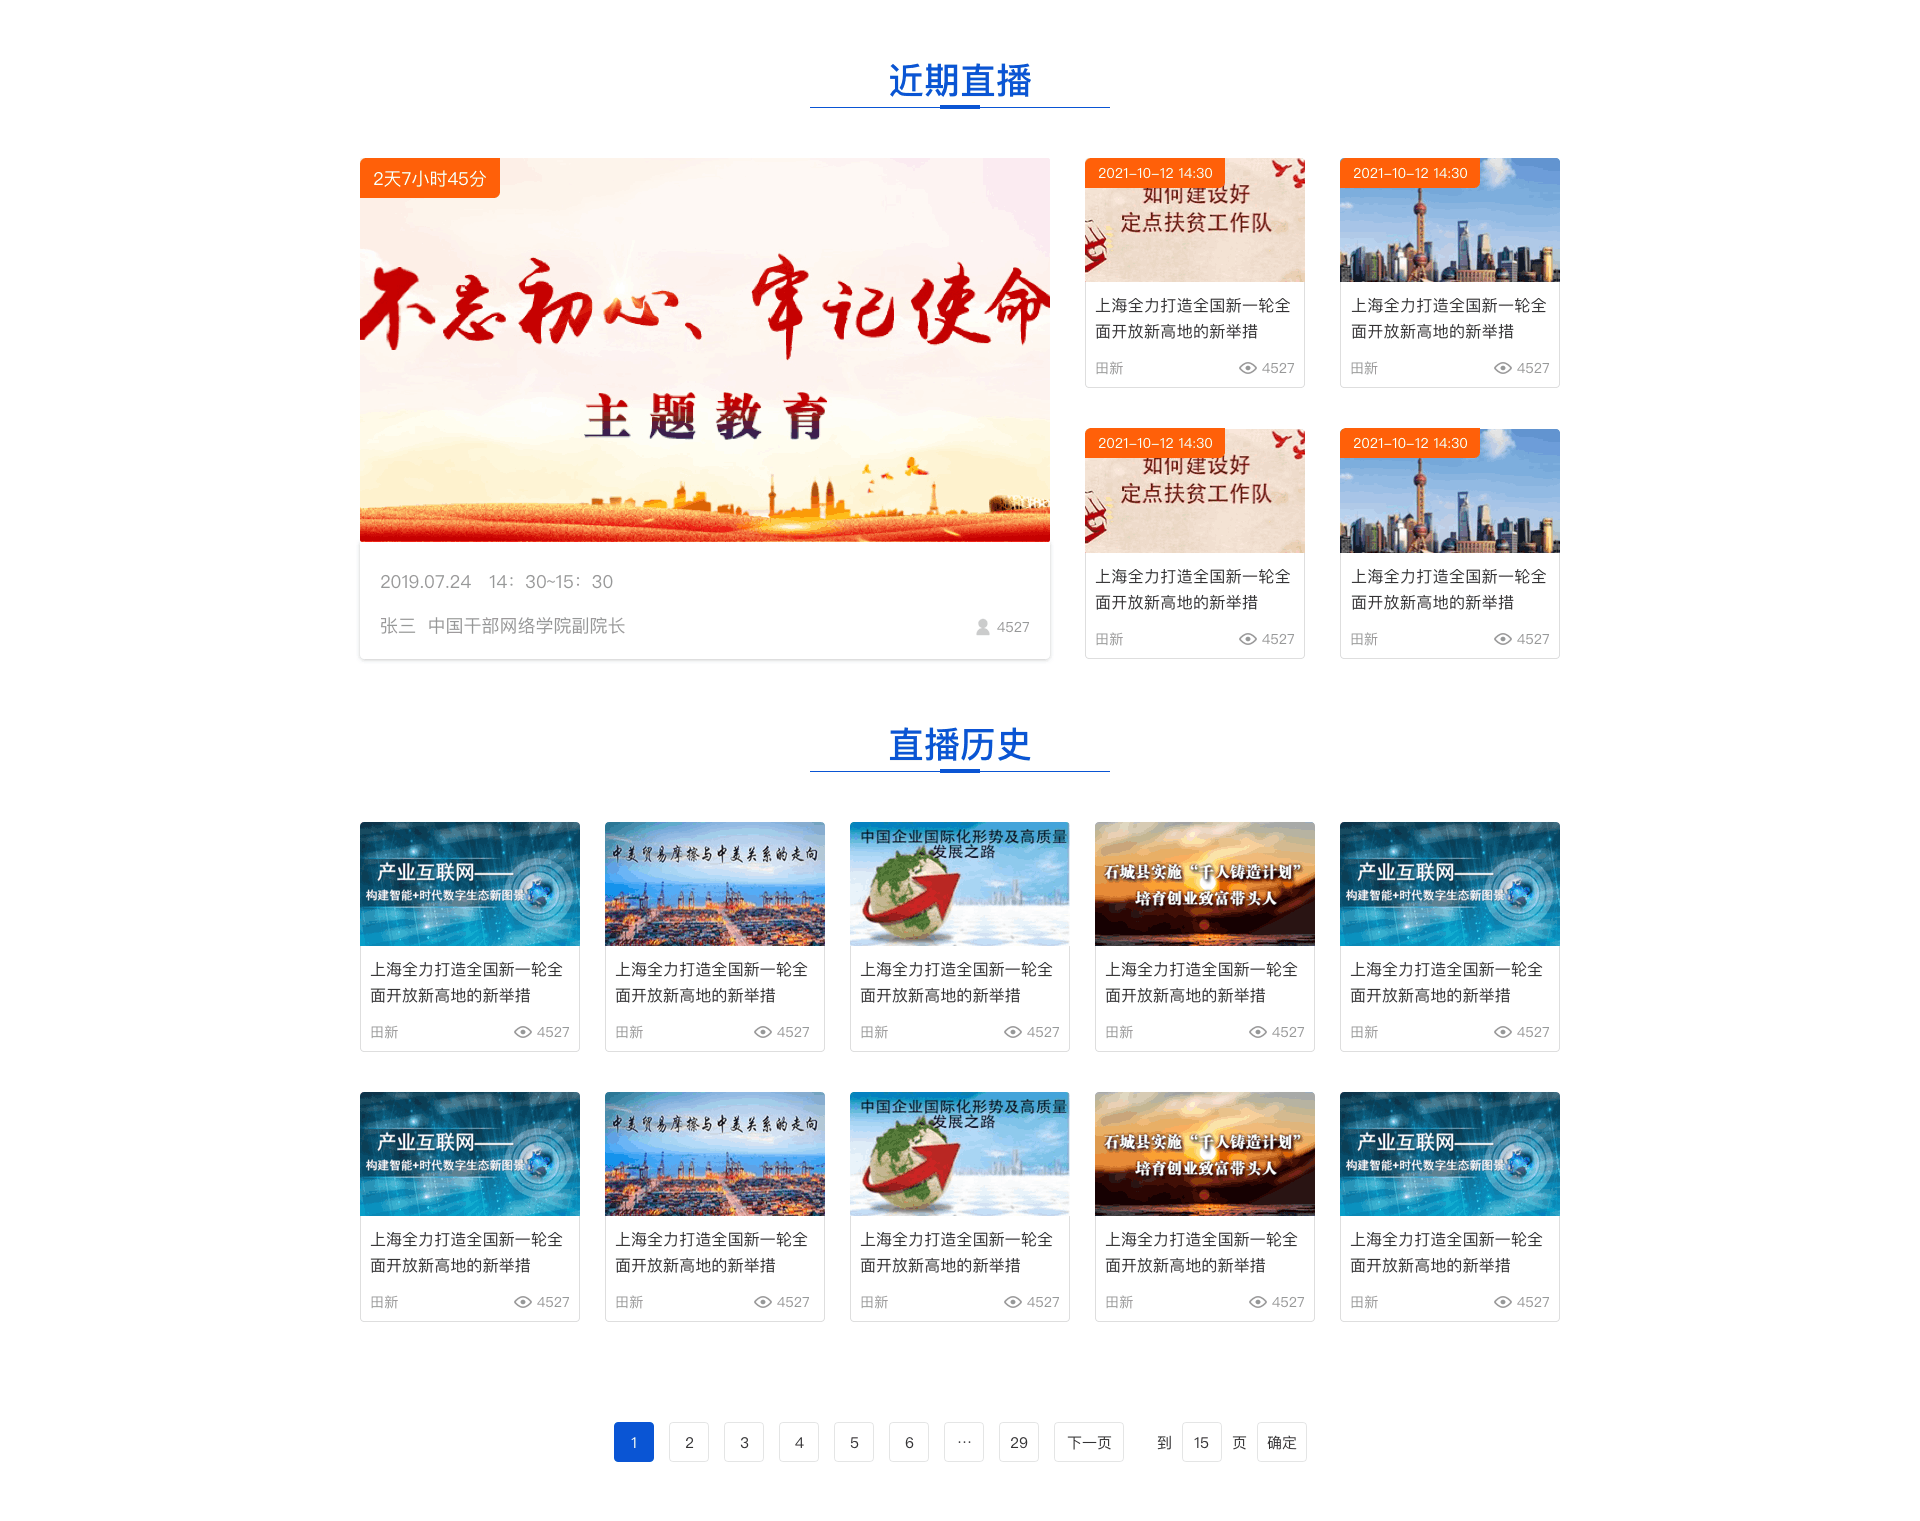 近期直播
2天7小时45分
不忘初心、牢记使命
主题教育
2019.07.24 14：30~15：30
张三 中国干部网络学院副院长
4527
2021-10-12 14:30
如何建设好
定点扶贫工作队
上海全力打造全国新一轮全
面开放新高地的新举措
田新
4527
2021-10-12 14:30
上海全力打造全国新一轮全
面开放新高地的新举措
田新
4527
2021-10-12 14:30
如何建设好
定点扶贫工作队
上海全力打造全国新一轮全
面开放新高地的新举措
田新
4527
2021-10-12 14:30
上海全力打造全国新一轮全
面开放新高地的新举措
田新
4527
直播历史
产业互联网——
构建智能+时代数字生态新图景
上海全力打造全国新一轮全
面开放新高地的新举措
田新
4527
中美贸易摩擦与中美关系的走向
上海全力打造全国新一轮全
面开放新高地的新举措
田新
4527
中国企业国际化形势及高质量
发展之路
上海全力打造全国新一轮全
面开放新高地的新举措
田新
4527
石城县实施“千人铸造计划”
培育创业致富带头人
上海全力打造全国新一轮全
面开放新高地的新举措
田新
4527
产业互联网——
构建智能+时代数字生态新图景
上海全力打造全国新一轮全
面开放新高地的新举措
田新
4527
产业互联网——
构建智能+时代数字生态新图景
上海全力打造全国新一轮全
面开放新高地的新举措
田新
4527
中美贸易摩擦与中美关系的走向
上海全力打造全国新一轮全
面开放新高地的新举措
田新
4527
中国企业国际化形势及高质量
发展之路
上海全力打造全国新一轮全
面开放新高地的新举措
田新
4527
石城县实施“千人铸造计划”
培育创业致富带头人
上海全力打造全国新一轮全
面开放新高地的新举措
田新
4527
产业互联网——
构建智能+时代数字生态新图景
上海全力打造全国新一轮全
面开放新高地的新举措
田新
4527
1 2 3 4 5 6 ··· 29 下一页 到 15 页 确定